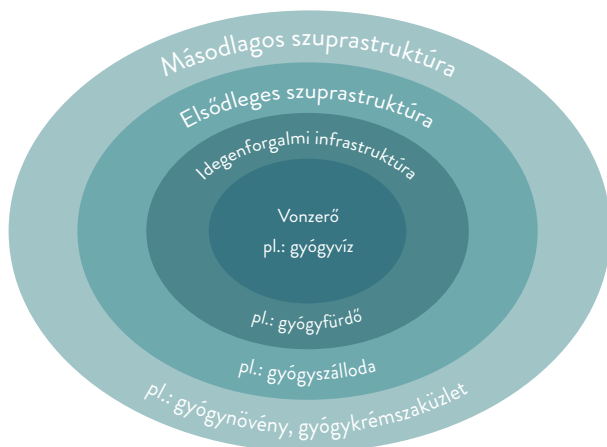 Másodlagos szuprastruktúra
Elsődleges szuprastruktúra
Idegenforgalmi infrastruktúra
Vonzerő
pl.: gyógyvíz
pl.: gyógyfürdő
pl.: gyógyszálloda
pl.: gyógynövény, gyógykrémszaküzlet